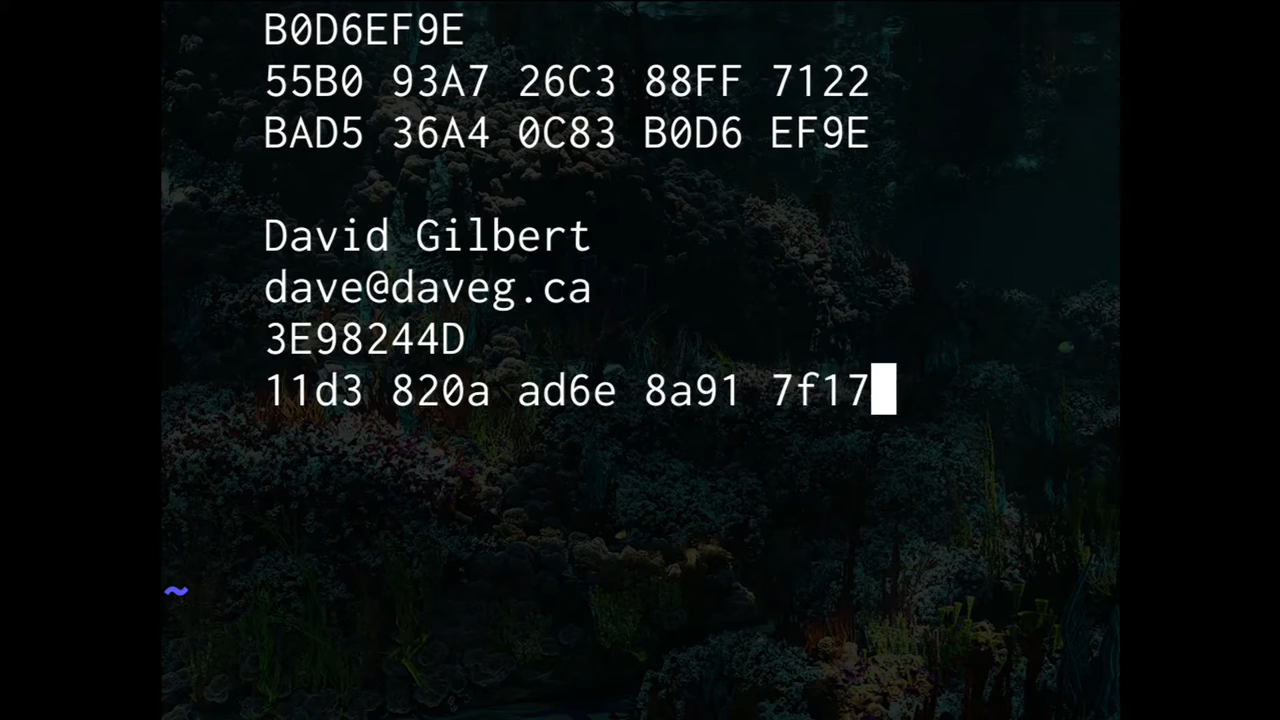 B0D6EF9E
55B0 93A7 26C3 88FF 7122
BAD5 36A4 0C83 B0D6 EF9E
David Gilbert
dave@daveg.ca
3E98244D
11d3 820a ad6e 8a91 7f17
~